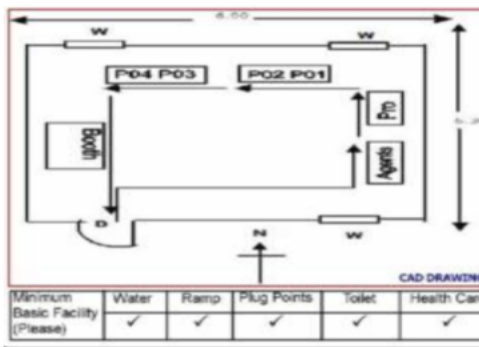 6.00
W
W
P04 P03
P02 P01
Pro
Booth
Agents
D
N
W
CAD DRAWING
Minimum Basic Facility (Please)
Water
Ramp
Plug Points
Toilet
Health Care
✓
✓
✓
✓
✓